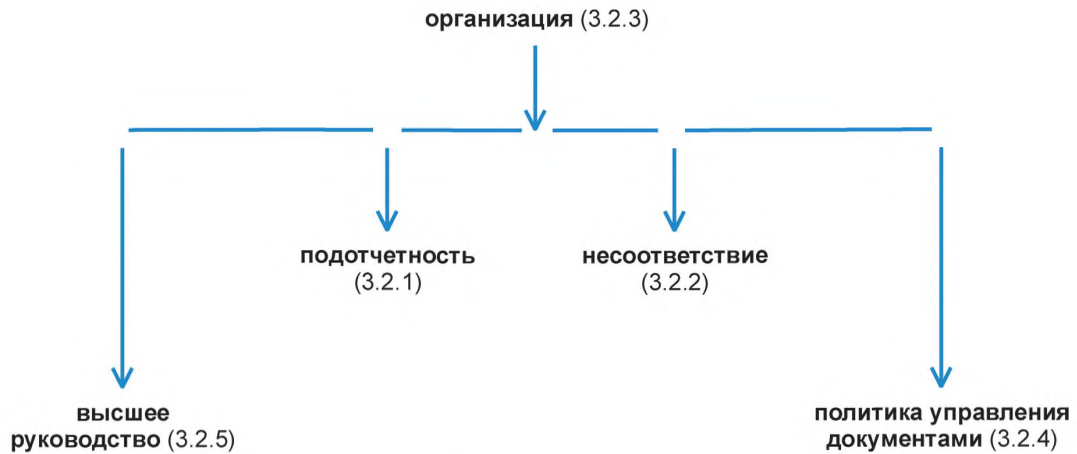 организация (3.2.3)
подотчетность
(3.2.1)
несоответствие
(3.2.2)
высшее
руководство (3.2.5)
политика управления
документами (3.2.4)